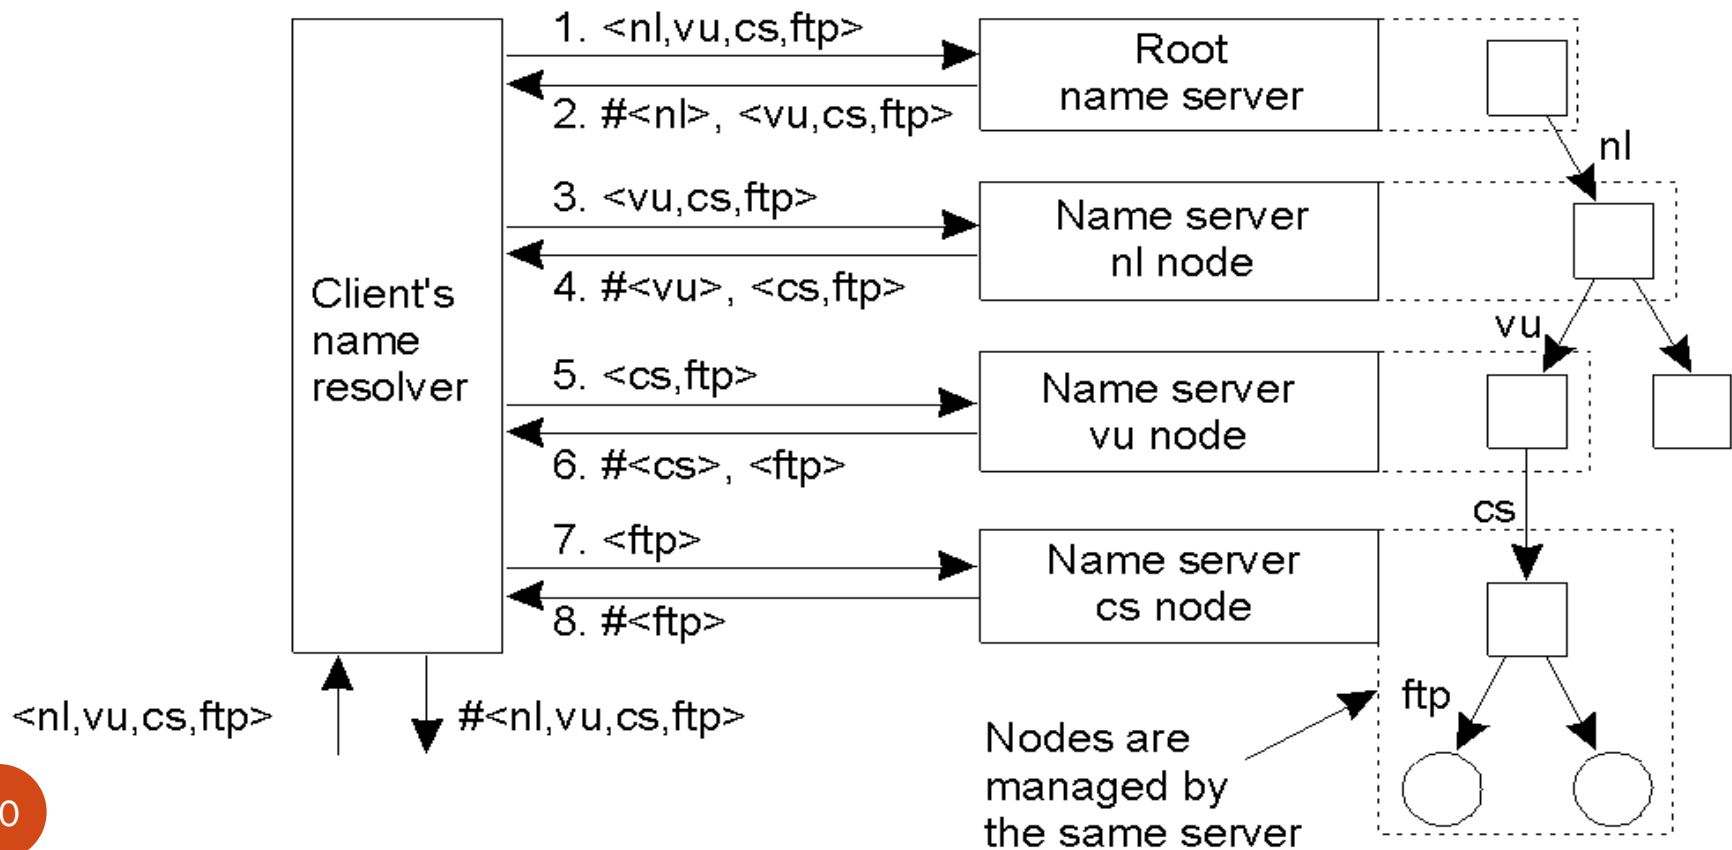 1. <nl,vu,cs,ftp>
Root
name server
2. #<nl>, <vu,cs,ftp>
nl
3. <vu,cs,ftp>
Name server
nl node
4. #<vu>, <cs,ftp>
Client's
name
resolver
vu
5. <cs,ftp>
Name server
vu node
6. #<cs>, <ftp>
cs
7. <ftp>
Name server
cs node
8. #<ftp>
<nl,vu,cs,ftp>
#<nl,vu,cs,ftp>
ftp
Nodes are
managed by
the same server
0